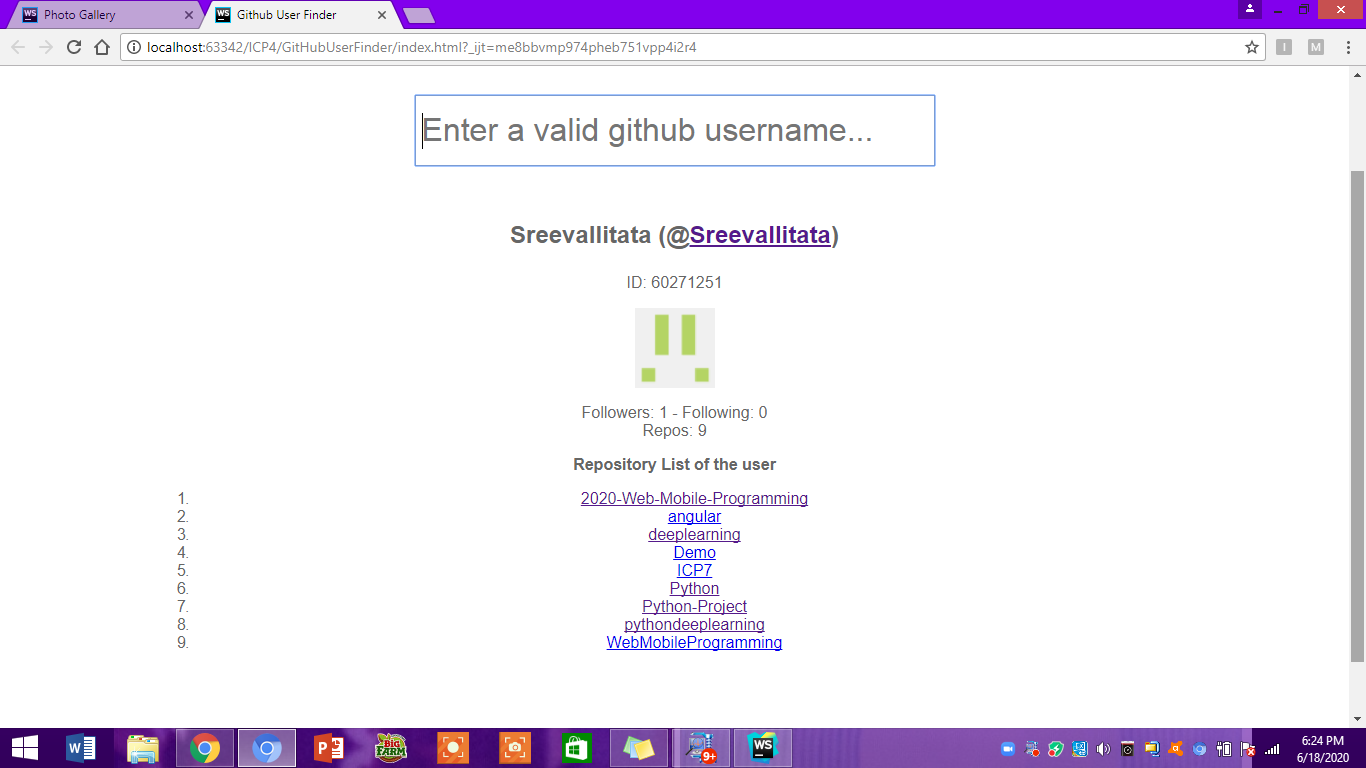 Photo Gallery
Github User Finder
localhost:63342/ICP4/GitHubUserFinder/index.html?_ijt=me8bbvmp974pheb751vpp4i2r4
I
M
Enter a valid github username...
Sreevallitata (@Sreevallitata)
ID: 60271251
Followers: 1 - Following: 0
Repos: 9
Repository List of the user
1. 2020-Web-Mobile-Programming
2. angular
3. deeplearning
4. Demo
5. ICP7
6. Python
7. Python-Project
8. pythondeeplearning
9. WebMobileProgramming
BIG FARM
9+
WS
6:24 PM
6/18/2020